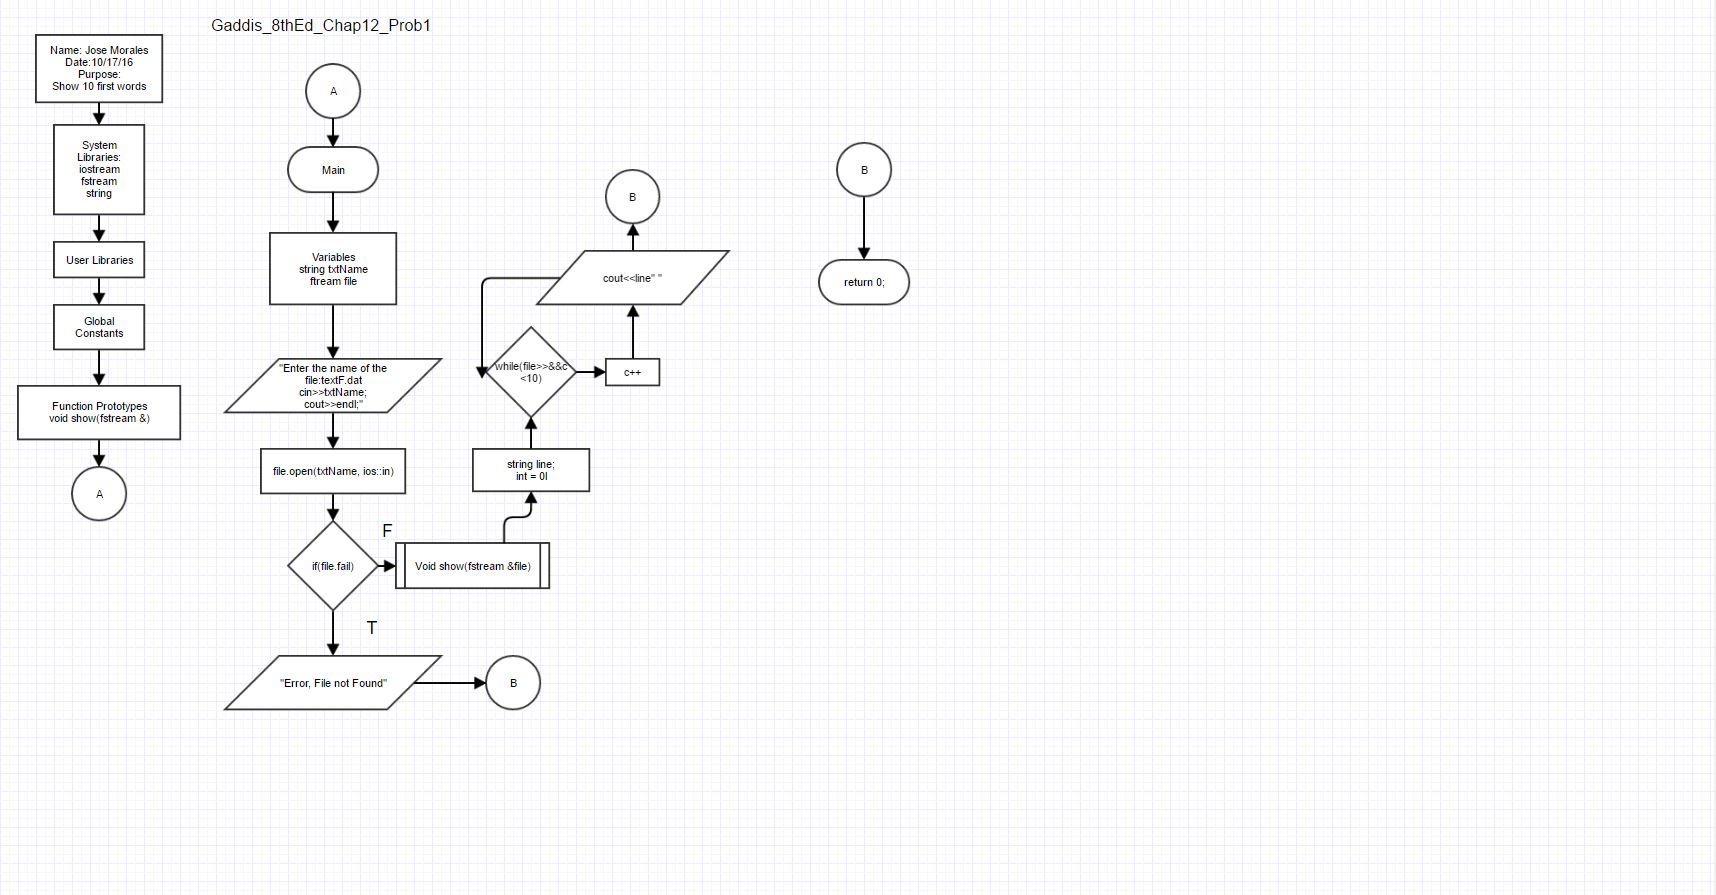 Gaddis_8thEd_Chap12_Prob1
Name: Jose Morales
Date:10/17/16
Purpose:
Show 10 first words
System
Libraries:
iostream
fstream
string
User Libraries
Global
Constants
Function Prototypes
void show(fstream &)
A
A
Main
Variables
string txtName
ftream file
"Enter the name of the
file:textF.dat
cin>>txtName;
cout>>endl;"
file.open(txtName, ios::in)
if(file.fail)
F
T
"Error, File not Found"
B
Void show(fstream &file)
string line;
int = 0l
while(file>>&&c
<10)
c++
cout<<line" "
B
B
return 0;